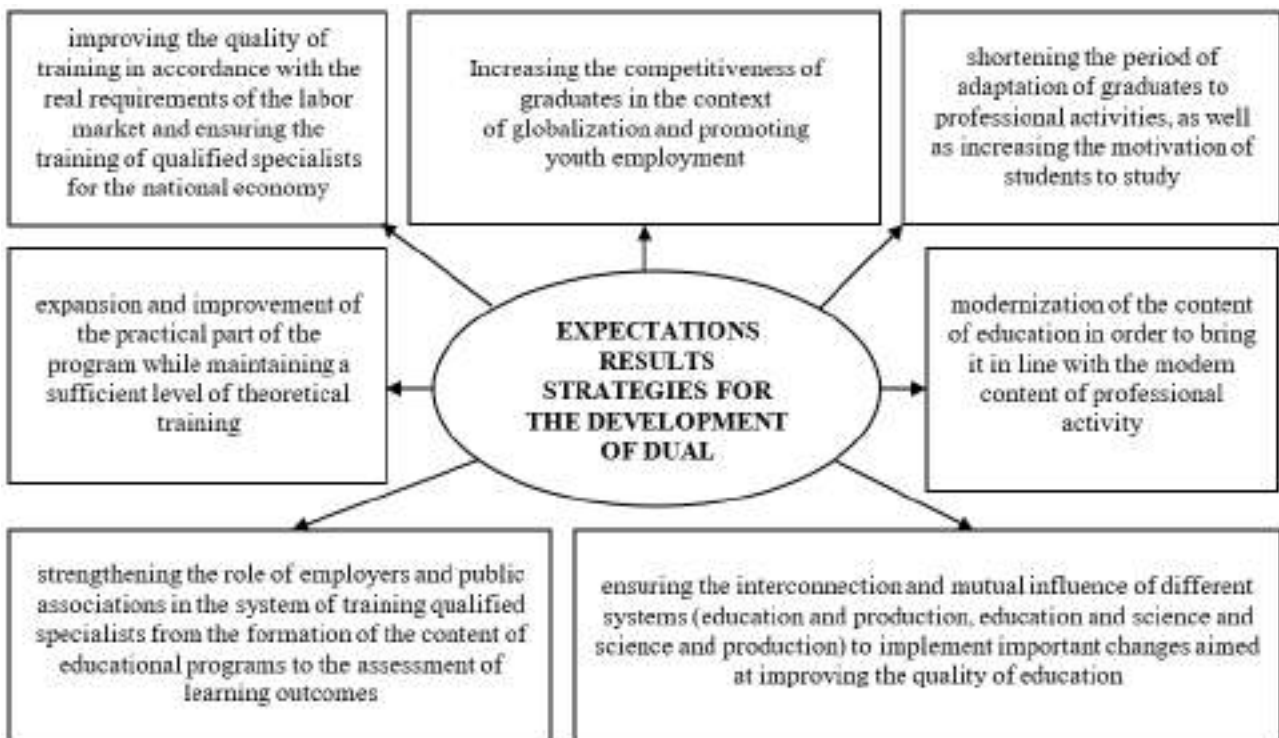 improving the quality of
training in accordance with the
real requirements of the labor
market and ensuring the
training of qualified specialists
for the national economy
Increasing the competitiveness of
graduates in the context
of globalization and promoting
youth employment
shortening the period of
adaptation of graduates to
professional activities, as well
as increasing the motivation of
students to study
expansion and improvement of
the practical part of the
program while maintaining a
sufficient level of theoretical
training
EXPECTATIONS
RESULTS
STRATEGIES FOR
THE DEVELOPMENT
OF DUAL
modernization of the content
of education in order to bring
it in line with the modern
content of professional
activity
strengthening the role of employers and public
associations in the system of training qualified
specialists from the formation of the content of
educational programs to the assessment of
learning outcomes
ensuring the interconnection and mutual influence of different
systems (education and production, education and science and
science and production) to implement important changes aimed
at improving the quality of education